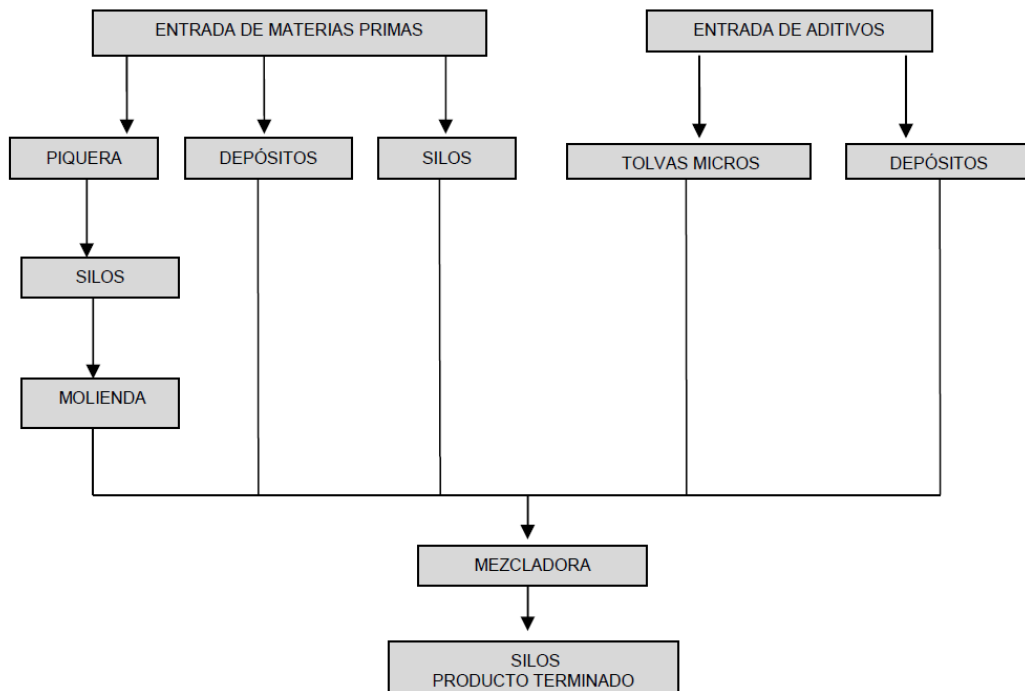 ENTRADA DE MATERIAS PRIMAS
ENTRADA DE ADITIVOS
PIQUERA
DEPÓSITOS
SILOS
TOLVAS MICROS
DEPÓSITOS
SILOS
MOLIENDA
MEZCLADORA
SILOS
PRODUCTO TERMINADO